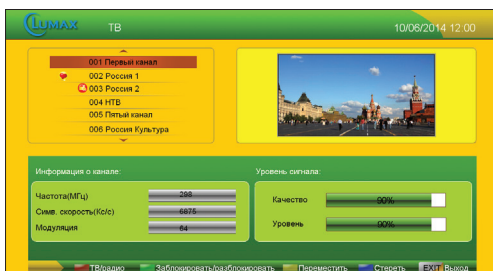 LUMAX ТВ 10/06/2014 12:00
001 Первый канал
002 Россия 1
003 Россия 2
004 НТВ
005 Пятый канал
006 Россия Культура
Информация о канале: Уровень сигнала:
Частота(МГц) 298
Симв. скорость(Кс/с) 6875
Модуляция 64
Качество 90%
Уровень 90%
ТВ/радио Заблокировать/разблокировать Переместить Стереть EXIT Выход